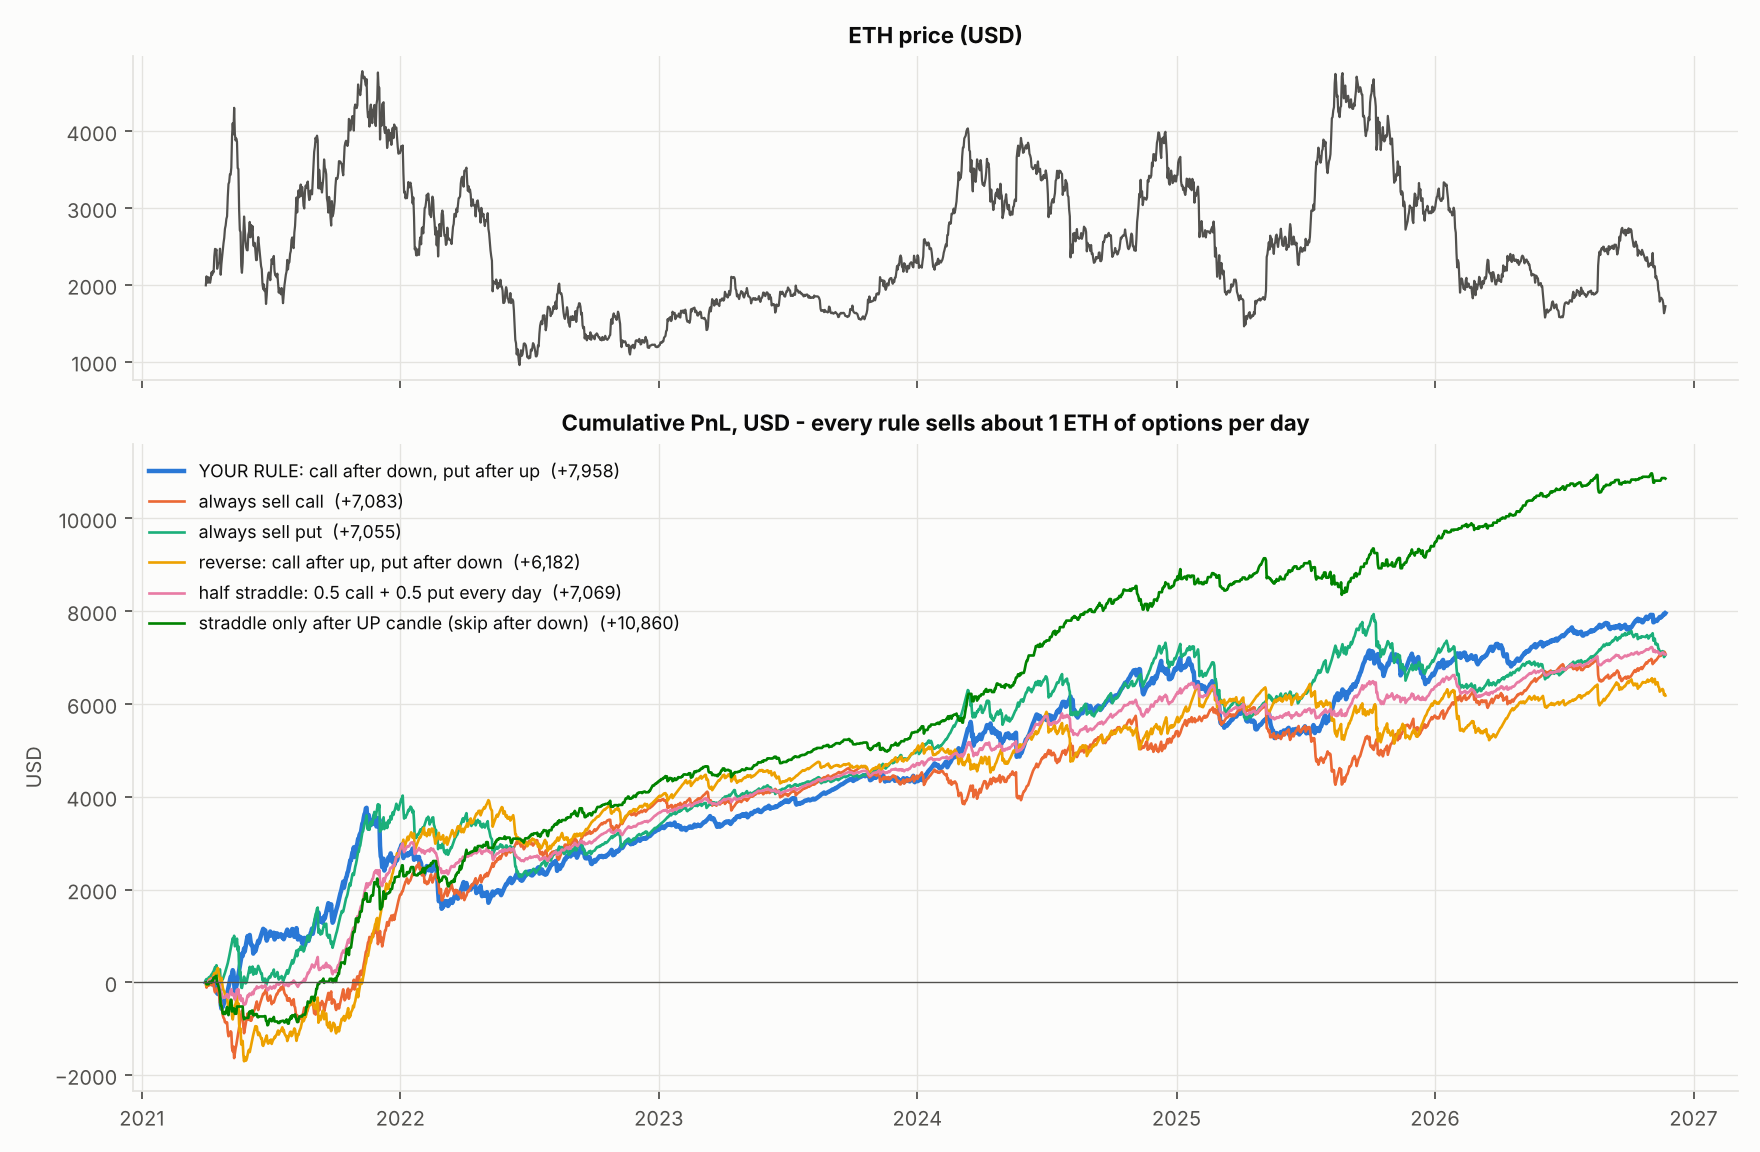 ETH price (USD)
4000
3000
2000
1000
Cumulative PnL, USD - every rule sells about 1 ETH of options per day
YOUR RULE: call after down, put after up (+7,958)
always sell call (+7,083)
always sell put (+7,055)
reverse: call after up, put after down (+6,182)
half straddle: 0.5 call + 0.5 put every day (+7,069)
straddle only after UP candle (skip after down) (+10,860)
USD
10000
8000
6000
4000
2000
0
−2000
2021 2022 2023 2024 2025 2026 2027